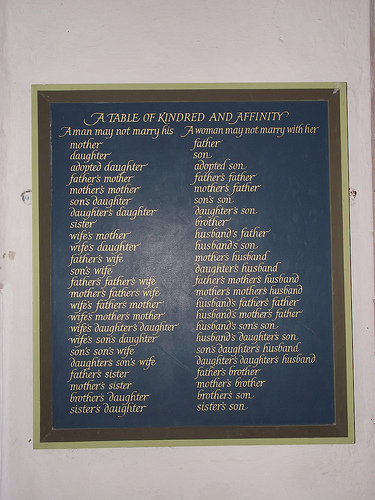 A TABLE OF KINDRED AND AFFINITY
A man may not marry his
mother
daughter
adopted daughter
father's mother
mother's mother
son's daughter
daughter's daughter
sister
wife's mother
wife's daughter
father's wife
son's wife
father's father's wife
mother's father's wife
wife's father's mother
wife's mother's mother
wife's daughter's daughter
wife's son's daughter
son's son's wife
daughter's son's wife
father's sister
mother's sister
brother's daughter
sister's daughter
A woman may not marry with her
father
son
adopted son
father's father
mother's father
son's son
daughter's son
brother
husband's father
husband's son
mother's husband
daughter's husband
father's mother's husband
mother's mother's husband
husband's father's father
husband's mother's father
husband's son's son
husband's daughter's son
son's daughter's husband
daughter's daughter's husband
father's brother
mother's brother
brother's son
sister's son